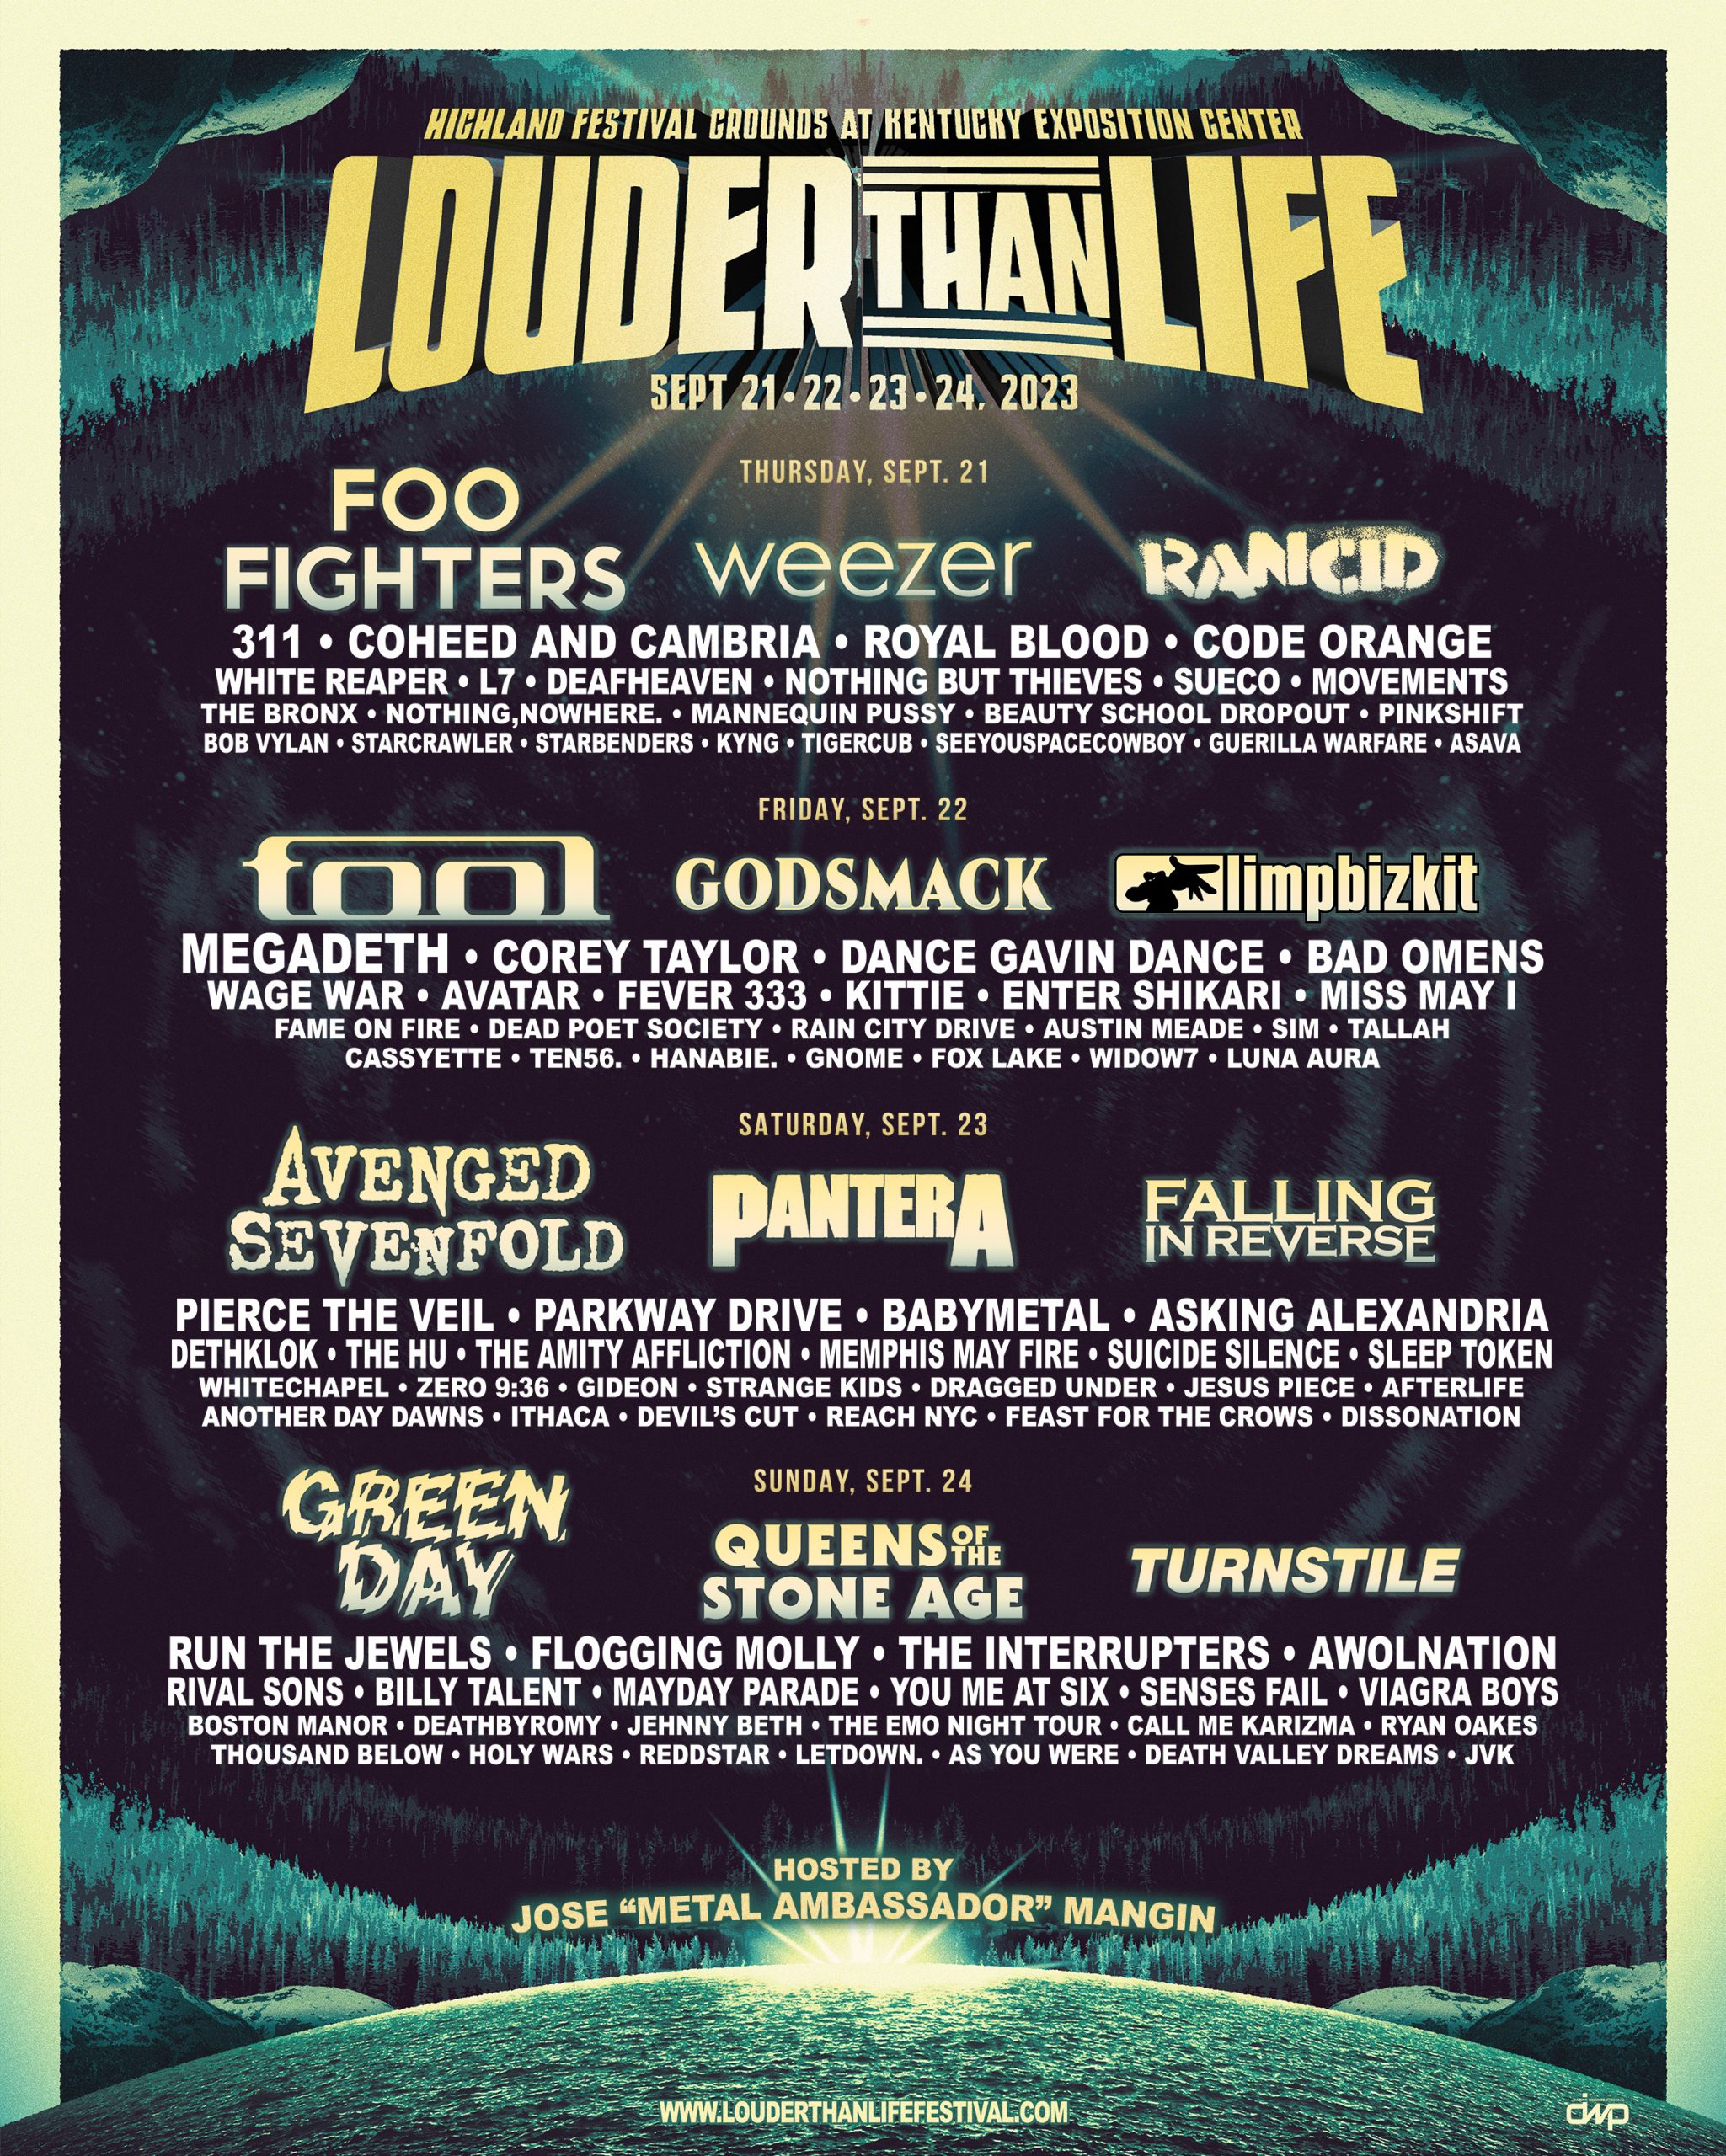 HIGHLAND FESTIVAL GROUNDS AT KENTUCKY EXPOSITION CENTER
LOUDER THAN LIFE
SEPT 21 • 22 • 23 • 24, 2023
THURSDAY, SEPT. 21
FOO
FIGHTERS
weezer
RANCID
311 • COHEED AND CAMBRIA • ROYAL BLOOD • CODE ORANGE
WHITE REAPER • L7 • DEAFHEAVEN • NOTHING BUT THIEVES • SUECO • MOVEMENTS
THE BRONX • NOTHING,NOWHERE. • MANNEQUIN PUSSY • BEAUTY SCHOOL DROPOUT • PINKSHIFT
BOB VYLAN • STARCRAWLER • STARBENDERS • KYNG • TIGERCUB • SEEYOUSPACECOWBOY • GUERILLA WARFARE • ASAVA
FRIDAY, SEPT. 22
tool
GODSMACK
limpbizkit
MEGADETH • COREY TAYLOR • DANCE GAVIN DANCE • BAD OMENS
WAGE WAR • AVATAR • FEVER 333 • KITTIE • ENTER SHIKARI • MISS MAY I
FAME ON FIRE • DEAD POET SOCIETY • RAIN CITY DRIVE • AUSTIN MEADE • SIM • TALLAH
CASSYETTE • TEN56. • HANABIE. • GNOME • FOX LAKE • WIDOW7 • LUNA AURA
SATURDAY, SEPT. 23
AVENGED
SEVENFOLD
PANTERA
FALLING
IN REVERSE
PIERCE THE VEIL • PARKWAY DRIVE • BABYMETAL • ASKING ALEXANDRIA
DETHKLOK • THE HU • THE AMITY AFFLICTION • MEMPHIS MAY FIRE • SUICIDE SILENCE • SLEEP TOKEN
WHITECHAPEL • ZERO 9:36 • GIDEON • STRANGE KIDS • DRAGGED UNDER • JESUS PIECE • AFTERLIFE
ANOTHER DAY DAWNS • ITHACA • DEVIL'S CUT • REACH NYC • FEAST FOR THE CROWS • DISSONATION
SUNDAY, SEPT. 24
GREEN
DAY
QUEENS OF THE
STONE AGE
TURNSTILE
RUN THE JEWELS • FLOGGING MOLLY • THE INTERRUPTERS • AWOLNATION
RIVAL SONS • BILLY TALENT • MAYDAY PARADE • YOU ME AT SIX • SENSES FAIL • VIAGRA BOYS
BOSTON MANOR • DEATHBYROMY • JEHNNY BETH • THE EMO NIGHT TOUR • CALL ME KARIZMA • RYAN OAKES
THOUSAND BELOW • HOLY WARS • REDDSTAR • LETDOWN. • AS YOU WERE • DEATH VALLEY DREAMS • JVK
HOSTED BY
JOSE “METAL AMBASSADOR” MANGIN
WWW.LOUDERTHANLIFEFESTIVAL.COM
dwp